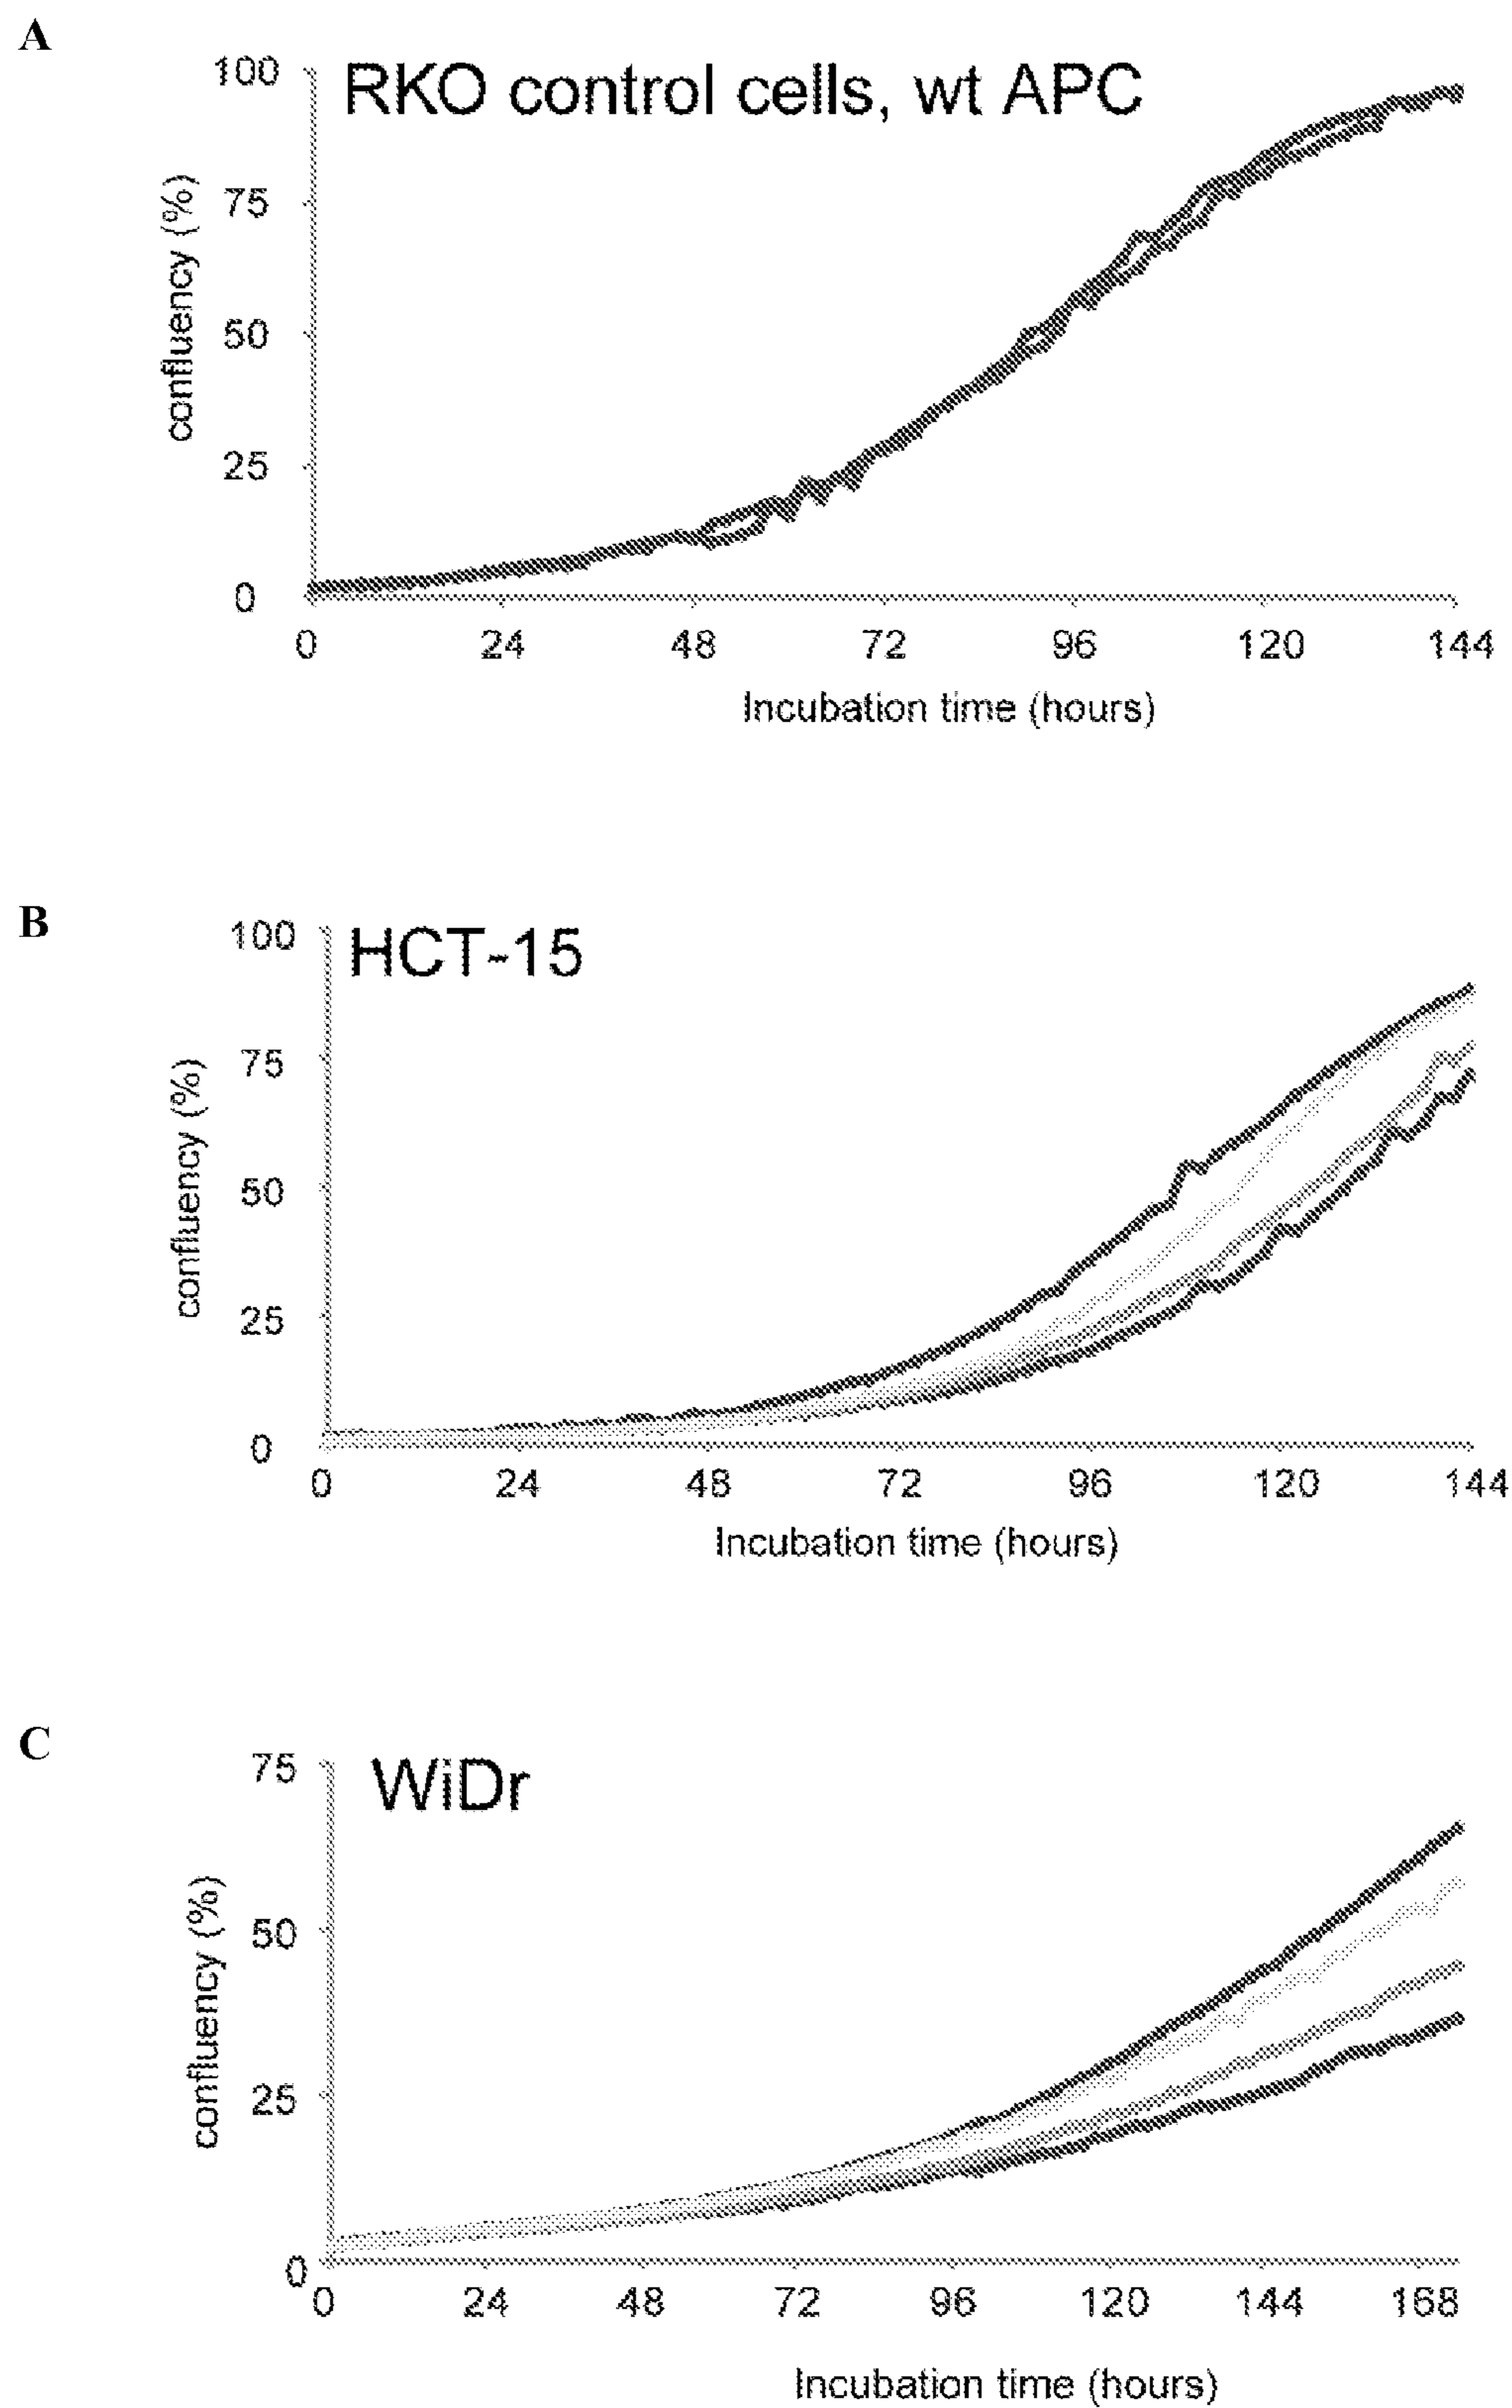 A
RKO control cells, wt APC
confluency (%)
100
75
50
25
0
0 24 48 72 96 120 144
Incubation time (hours)
B
HCT-15
confluency (%)
100
75
50
25
0
0 24 48 72 96 120 144
Incubation time (hours)
C
WiDr
confluency (%)
75
50
25
0
0 24 48 72 96 120 144 168
Incubation time (hours)